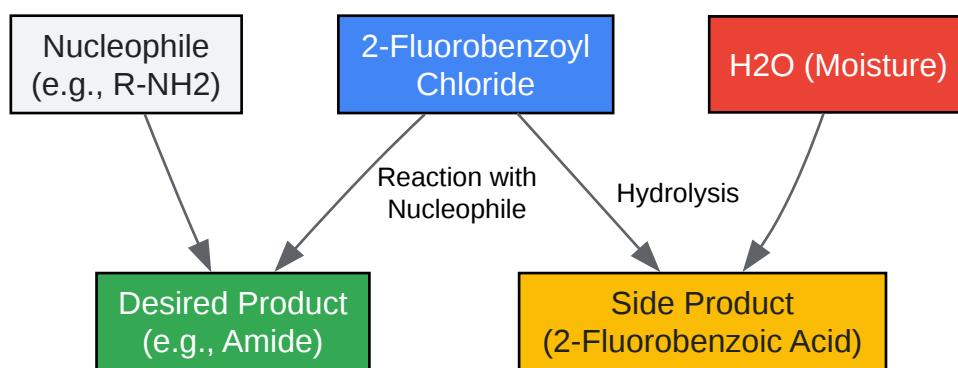 Nucleophile
(e.g., R-NH2)
2-Fluorobenzoyl
Chloride
H2O (Moisture)
Reaction with
Nucleophile
Hydrolysis
Desired Product
(e.g., Amide)
Side Product
(2-Fluorobenzoic Acid)